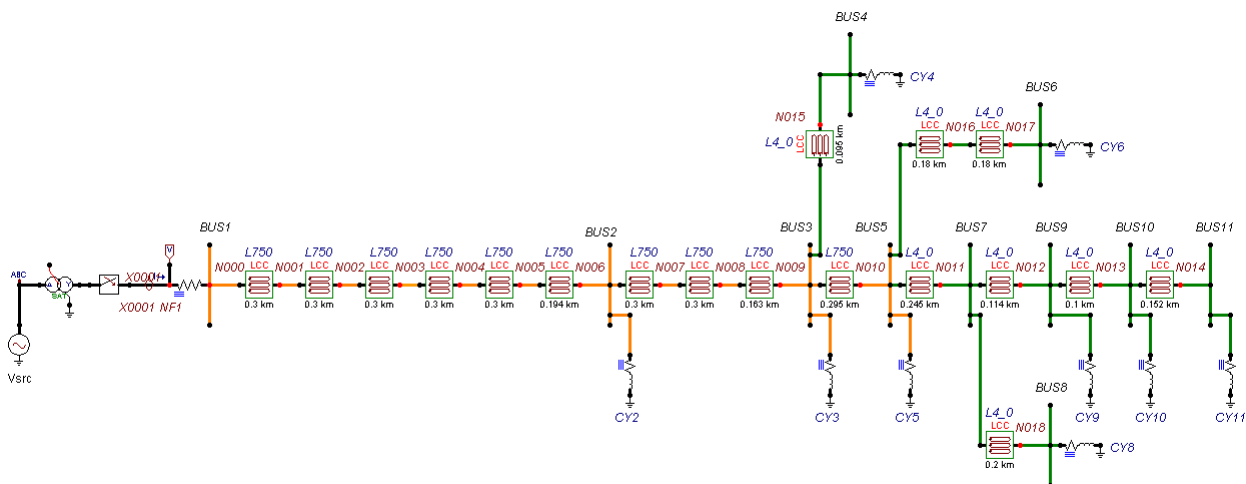 BUS4
CY4
N015
L4_0
LCC
0.095 km
BUS6
L4_0
LCC
N016
L4_0
LCC
N017
0.18 km
0.18 km
CY6
BUS1
BUS2
BUS3
BUS5
BUS7
BUS9
BUS10
BUS11
L750
L750
L750
L750
L750
L750
L750
L750
L750
L750
L4_0
L4_0
L4_0
L4_0
LCC
LCC
LCC
LCC
LCC
LCC
LCC
LCC
LCC
LCC
LCC
LCC
LCC
LCC
N000
N001
N002
N003
N004
N005
N006
N007
N008
N009
N010
N011
N012
N013
N014
0.3 km
0.3 km
0.3 km
0.3 km
0.3 km
0.194 km
0.3 km
0.3 km
0.163 km
0.295 km
0.245 km
0.114 km
0.1 km
0.152 km
ABC
SAT
Y
V
X0001
X0001 NF1
Vsrc
CY2
CY3
CY5
CY9
CY10
CY11
BUS8
L4_0
LCC
N018
0.2 km
CY8